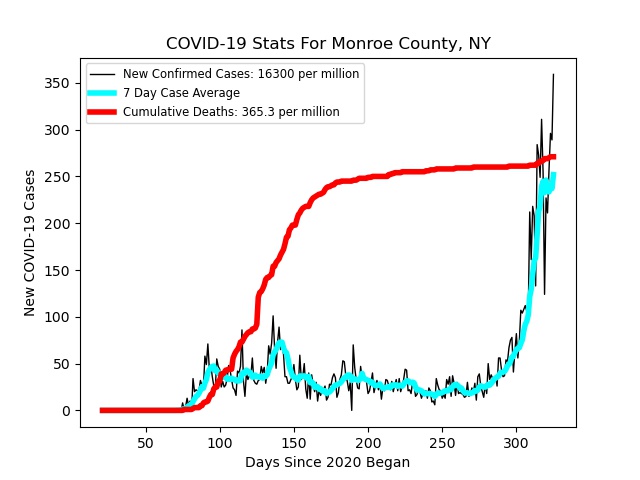 COVID-19 Stats For Monroe County, NY
New Confirmed Cases: 16300 per million
7 Day Case Average
Cumulative Deaths: 365.3 per million
New COVID-19 Cases
350
300
250
200
150
100
50
0
50 100 150 200 250 300
Days Since 2020 Began